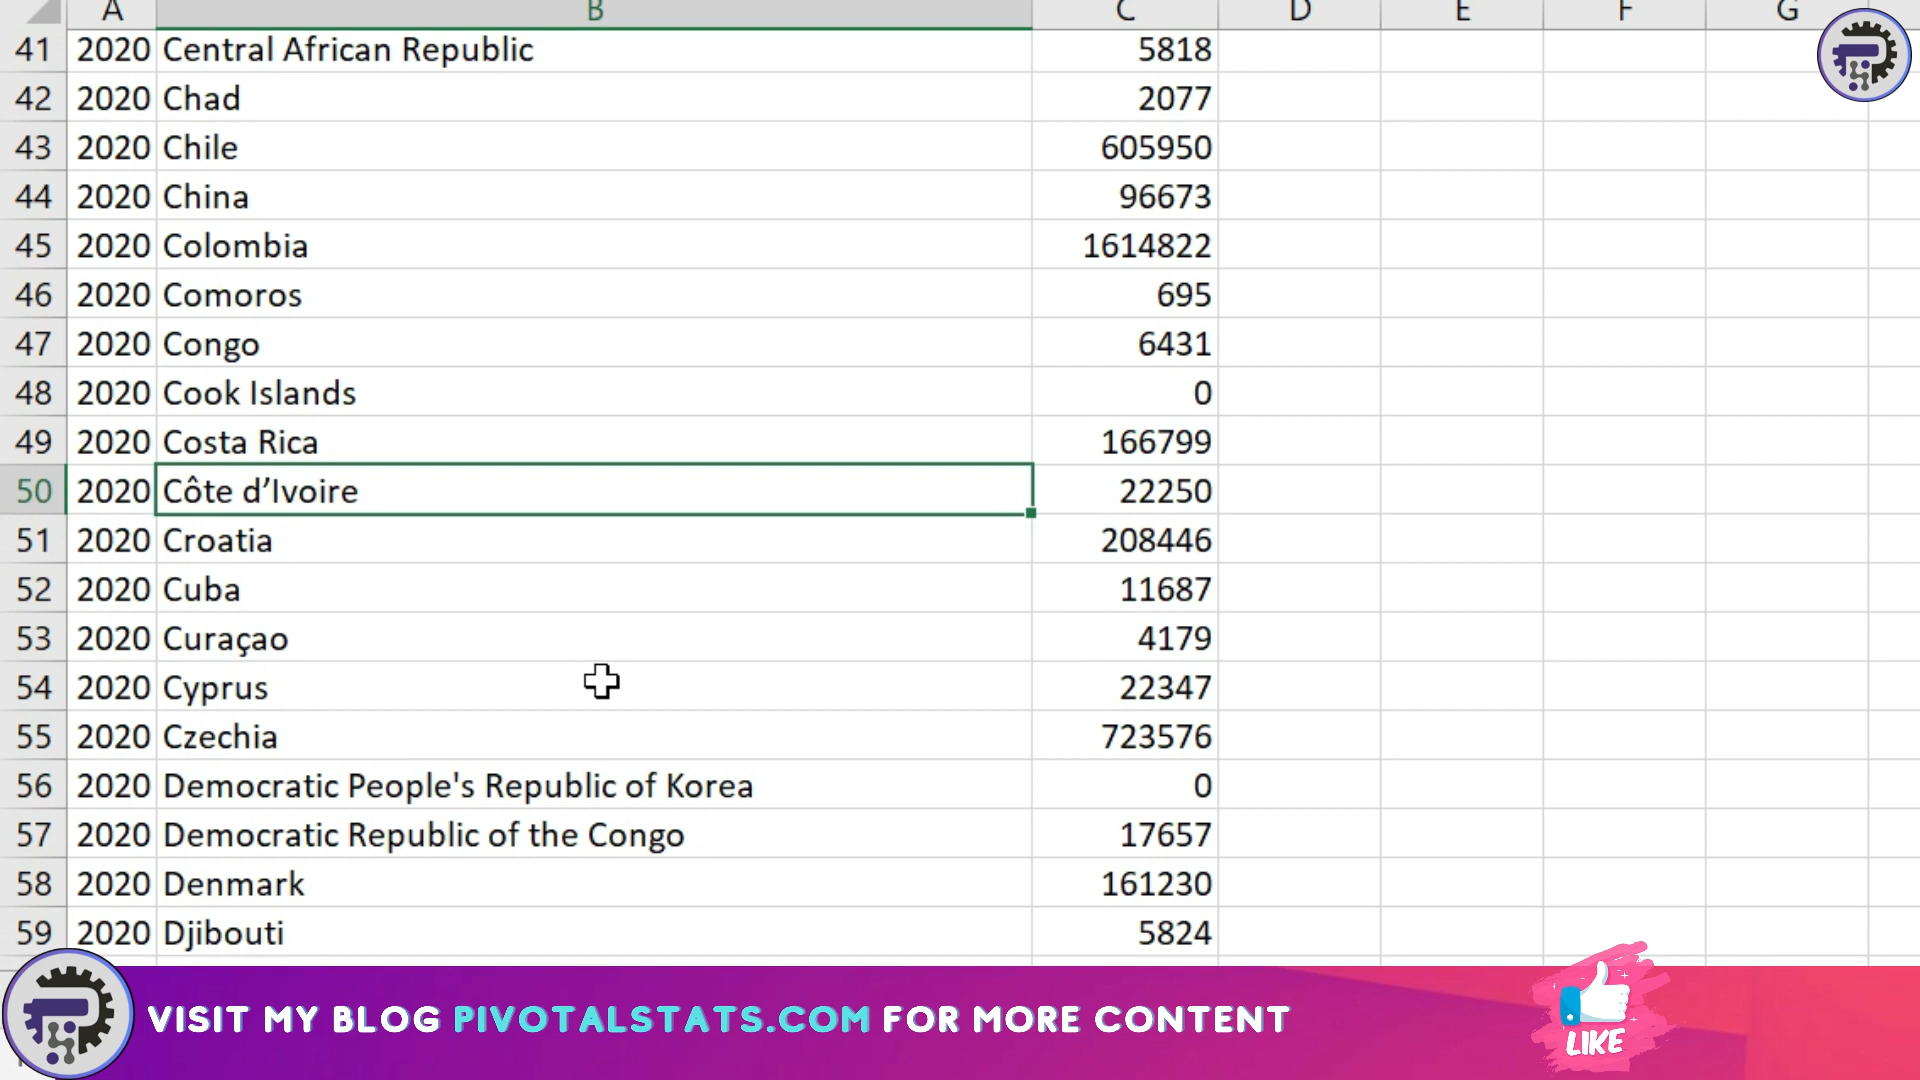 A B C D E F G
41 2020 Central African Republic 5818
42 2020 Chad 2077
43 2020 Chile 605950
44 2020 China 96673
45 2020 Colombia 1614822
46 2020 Comoros 695
47 2020 Congo 6431
48 2020 Cook Islands 0
49 2020 Costa Rica 166799
50 2020 Côte d’Ivoire 22250
51 2020 Croatia 208446
52 2020 Cuba 11687
53 2020 Curaçao 4179
54 2020 Cyprus 22347
55 2020 Czechia 723576
56 2020 Democratic People's Republic of Korea 0
57 2020 Democratic Republic of the Congo 17657
58 2020 Denmark 161230
59 2020 Djibouti 5824
VISIT MY BLOG PIVOTALSTATS.COM FOR MORE CONTENT
LIKE